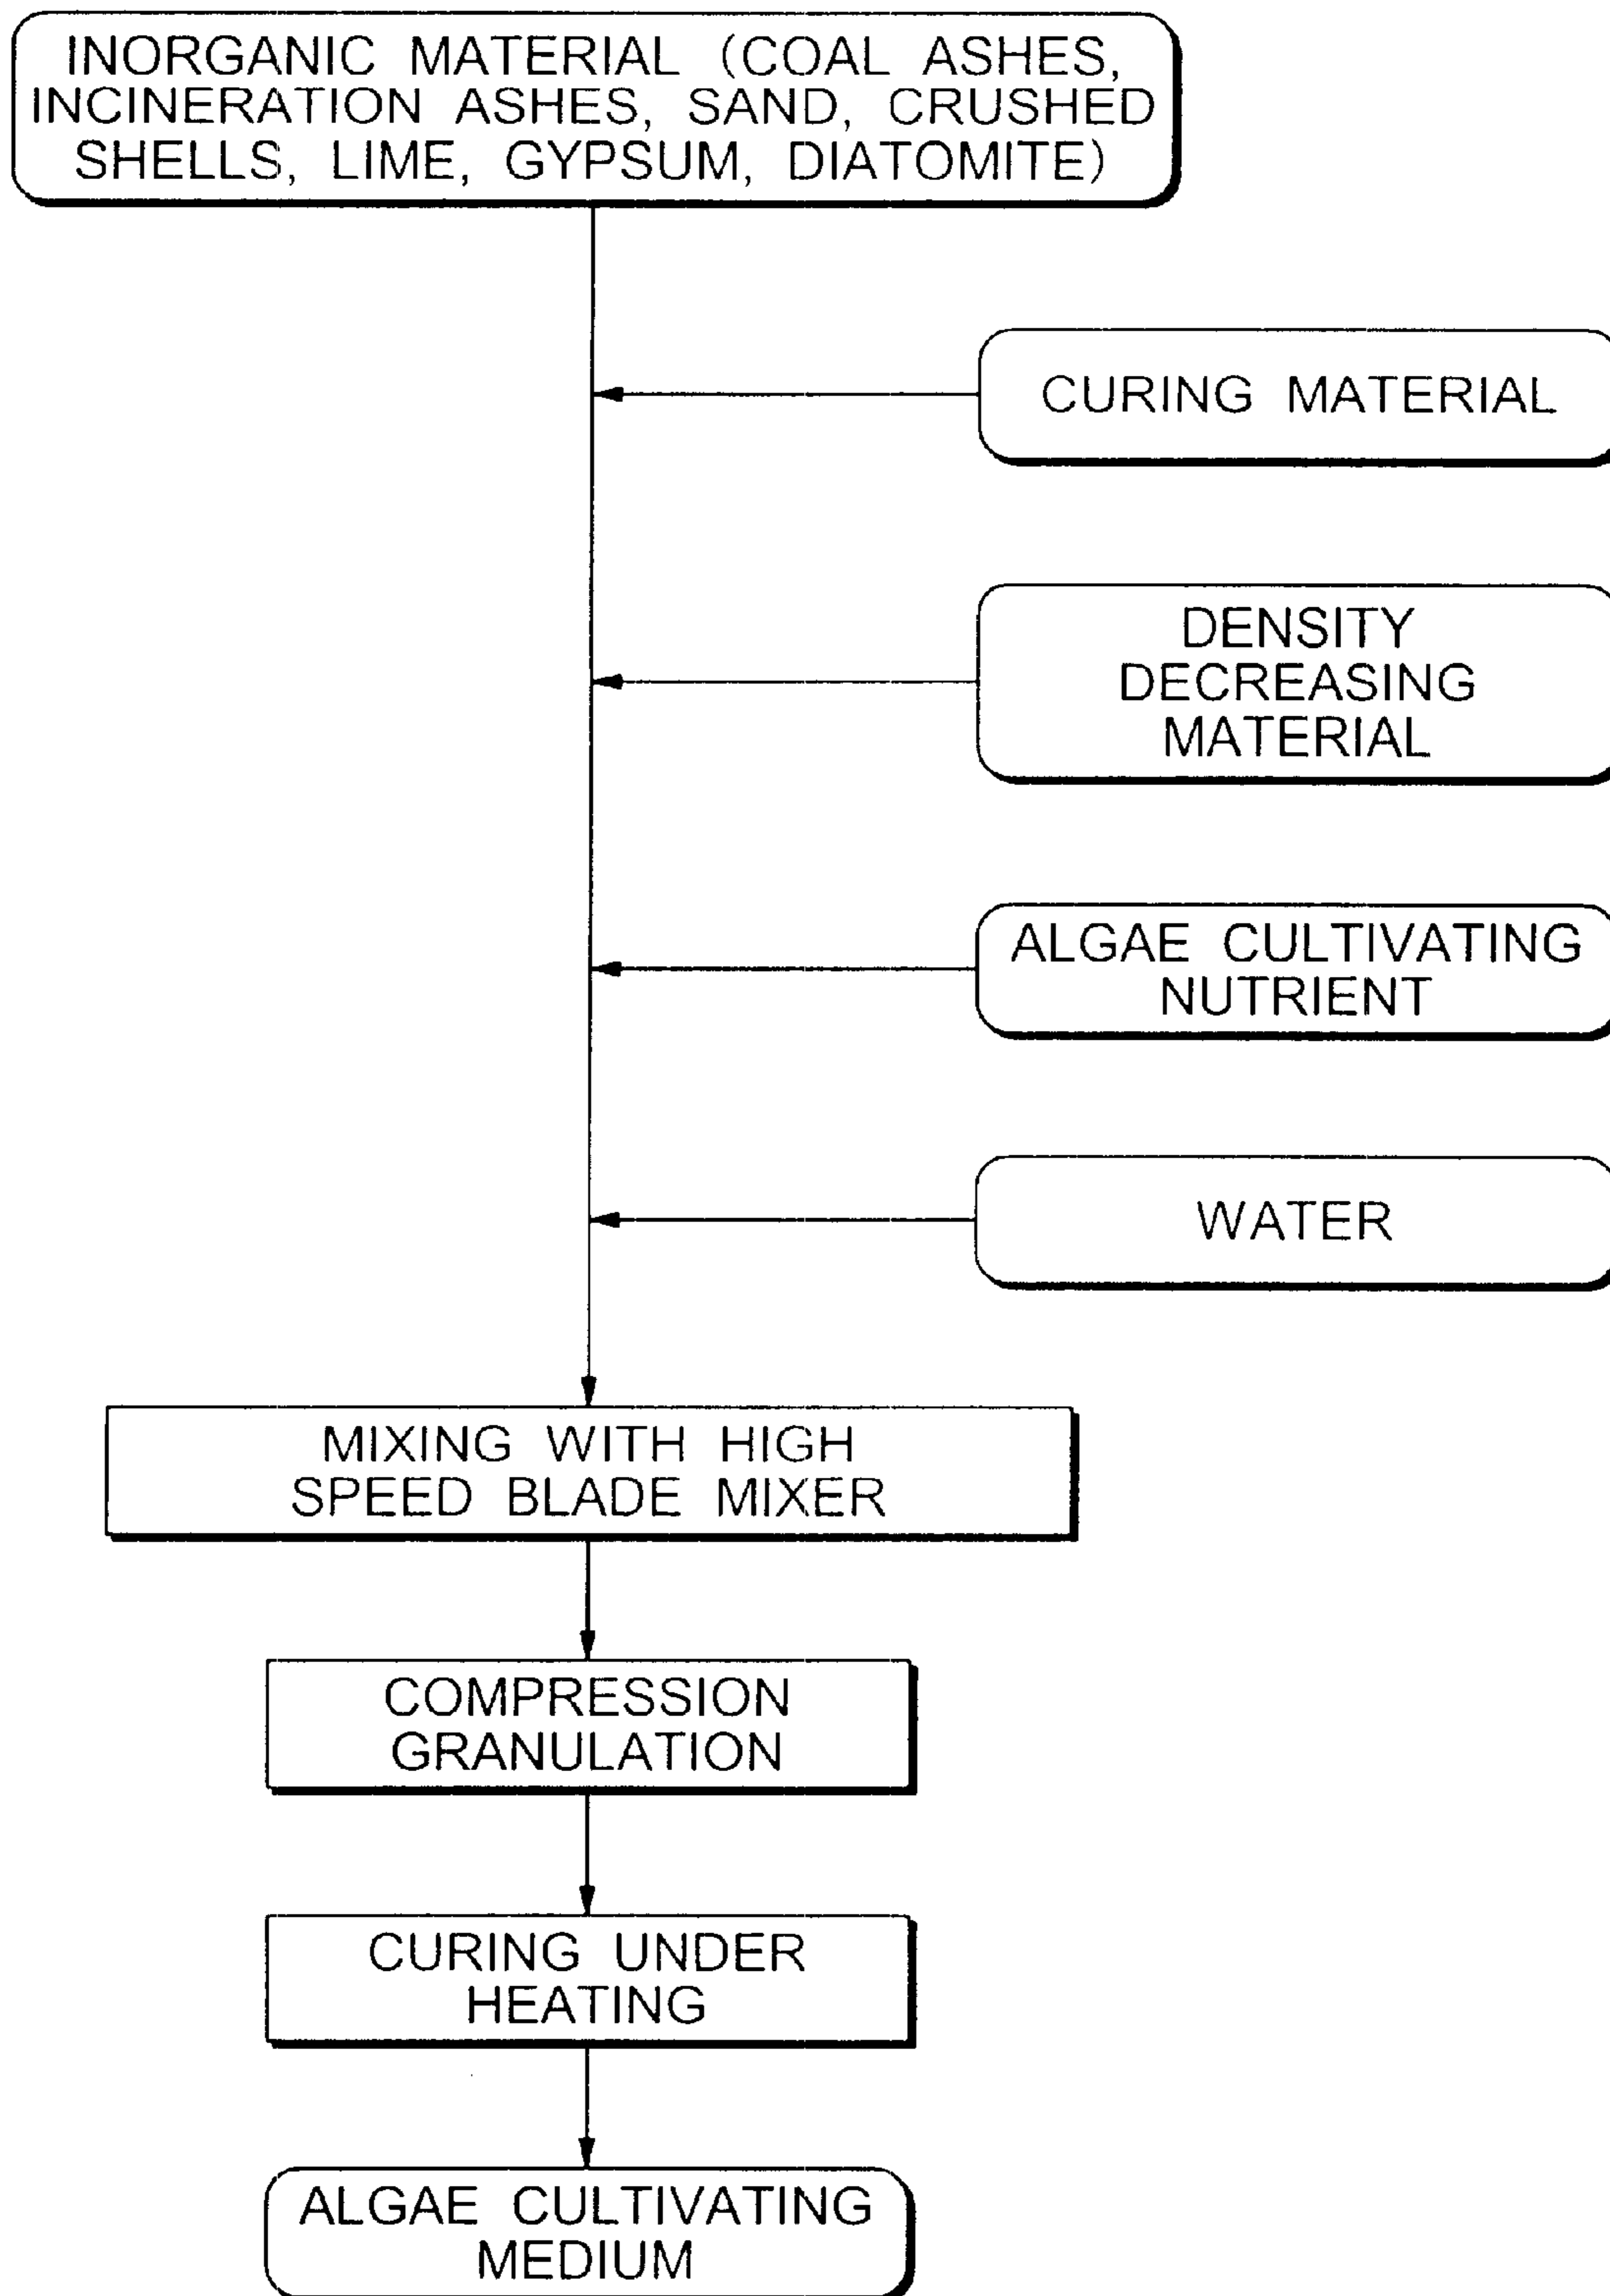 INORGANIC MATERIAL (COAL ASHES,
INCINERATION ASHES, SAND, CRUSHED
SHELLS, LIME, GYPSUM, DIATOMITE)
CURING MATERIAL
DENSITY
DECREASING
MATERIAL
ALGAE CULTIVATING
NUTRIENT
WATER
MIXING WITH HIGH
SPEED BLADE MIXER
COMPRESSION
GRANULATION
CURING UNDER
HEATING
ALGAE CULTIVATING
MEDIUM